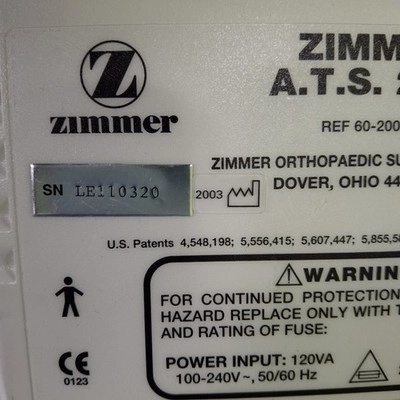 Z
zimmer
ZIMM
A.T.S.
REF 60-200
ZIMMER ORTHOPAEDIC SU
SN LE110320 2003
DOVER, OHIO 44
U.S. Patents 4,548,198; 5,556,415; 5,607,447; 5,855,58
WARNIN
FOR CONTINUED PROTECTION
HAZARD REPLACE ONLY WITH T
AND RATING OF FUSE:
CE
0123
POWER INPUT: 120VA
100-240V~, 50/60 Hz